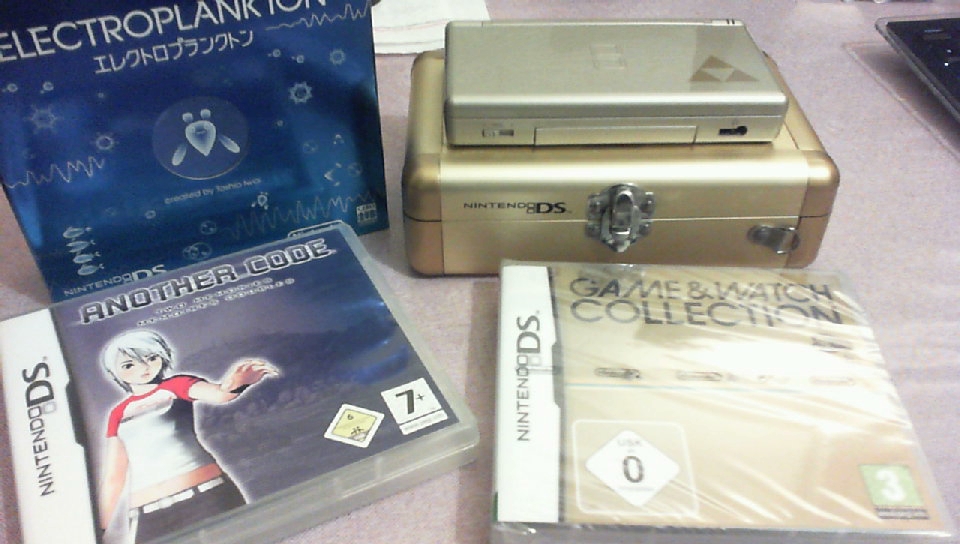 ELECTROPLANKTON
エレクトロプランクトン
created by Toshio Iwai
NINTENDO DS
NINTENDO DS
ANOTHER CODE
NINTENDO DS
7+
GAME & WATCH
COLLECTION
NINTENDO DS
USK
0
3